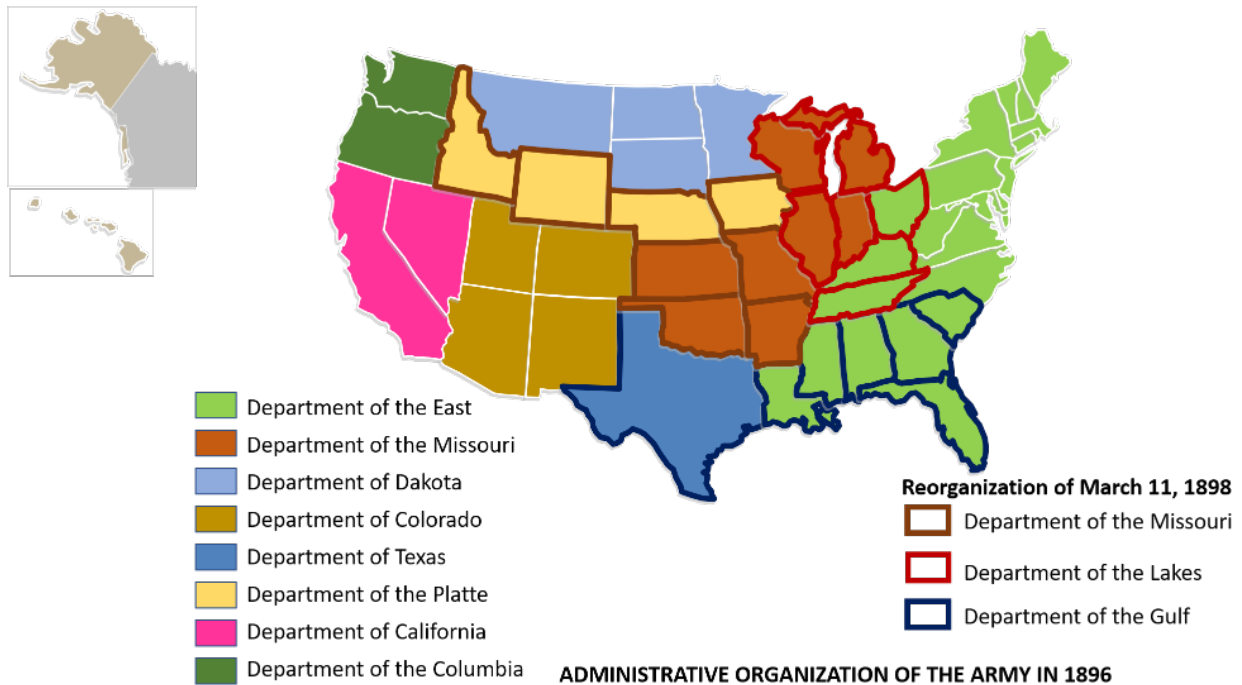 Department of the East
Department of the Missouri
Department of Dakota
Department of Colorado
Department of Texas
Department of the Platte
Department of California
Department of the Columbia
Reorganization of March 11, 1898
Department of the Missouri
Department of the Lakes
Department of the Gulf
ADMINISTRATIVE ORGANIZATION OF THE ARMY IN 1896